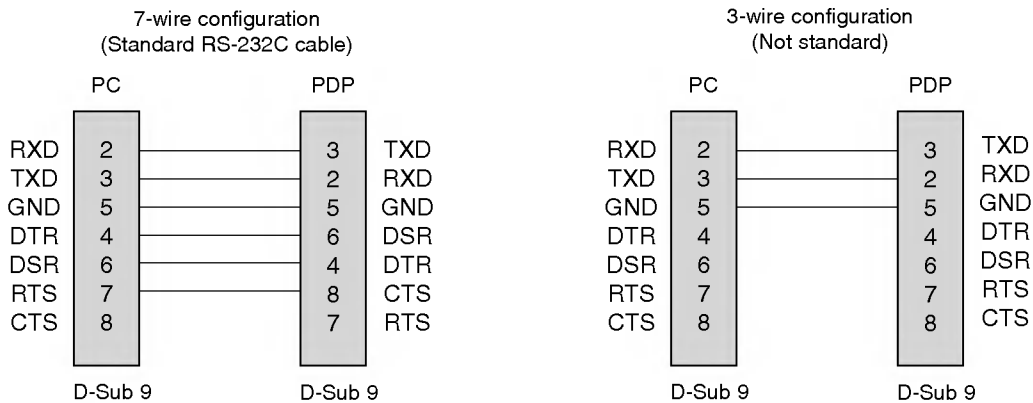 7-wire configuration
(Standard RS-232C cable)
PC PDP
RXD 2 3 TXD
TXD 3 2 RXD
GND 5 5 GND
DTR 4 6 DSR
DSR 6 4 DTR
RTS 7 8 CTS
CTS 8 7 RTS
D-Sub 9 D-Sub 9
3-wire configuration
(Not standard)
PC PDP
RXD 2 3 TXD
TXD 3 2 RXD
GND 5 5 GND
DTR 4 4 DTR
DSR 6 6 DSR
RTS 7 7 RTS
CTS 8 8 CTS
D-Sub 9 D-Sub 9